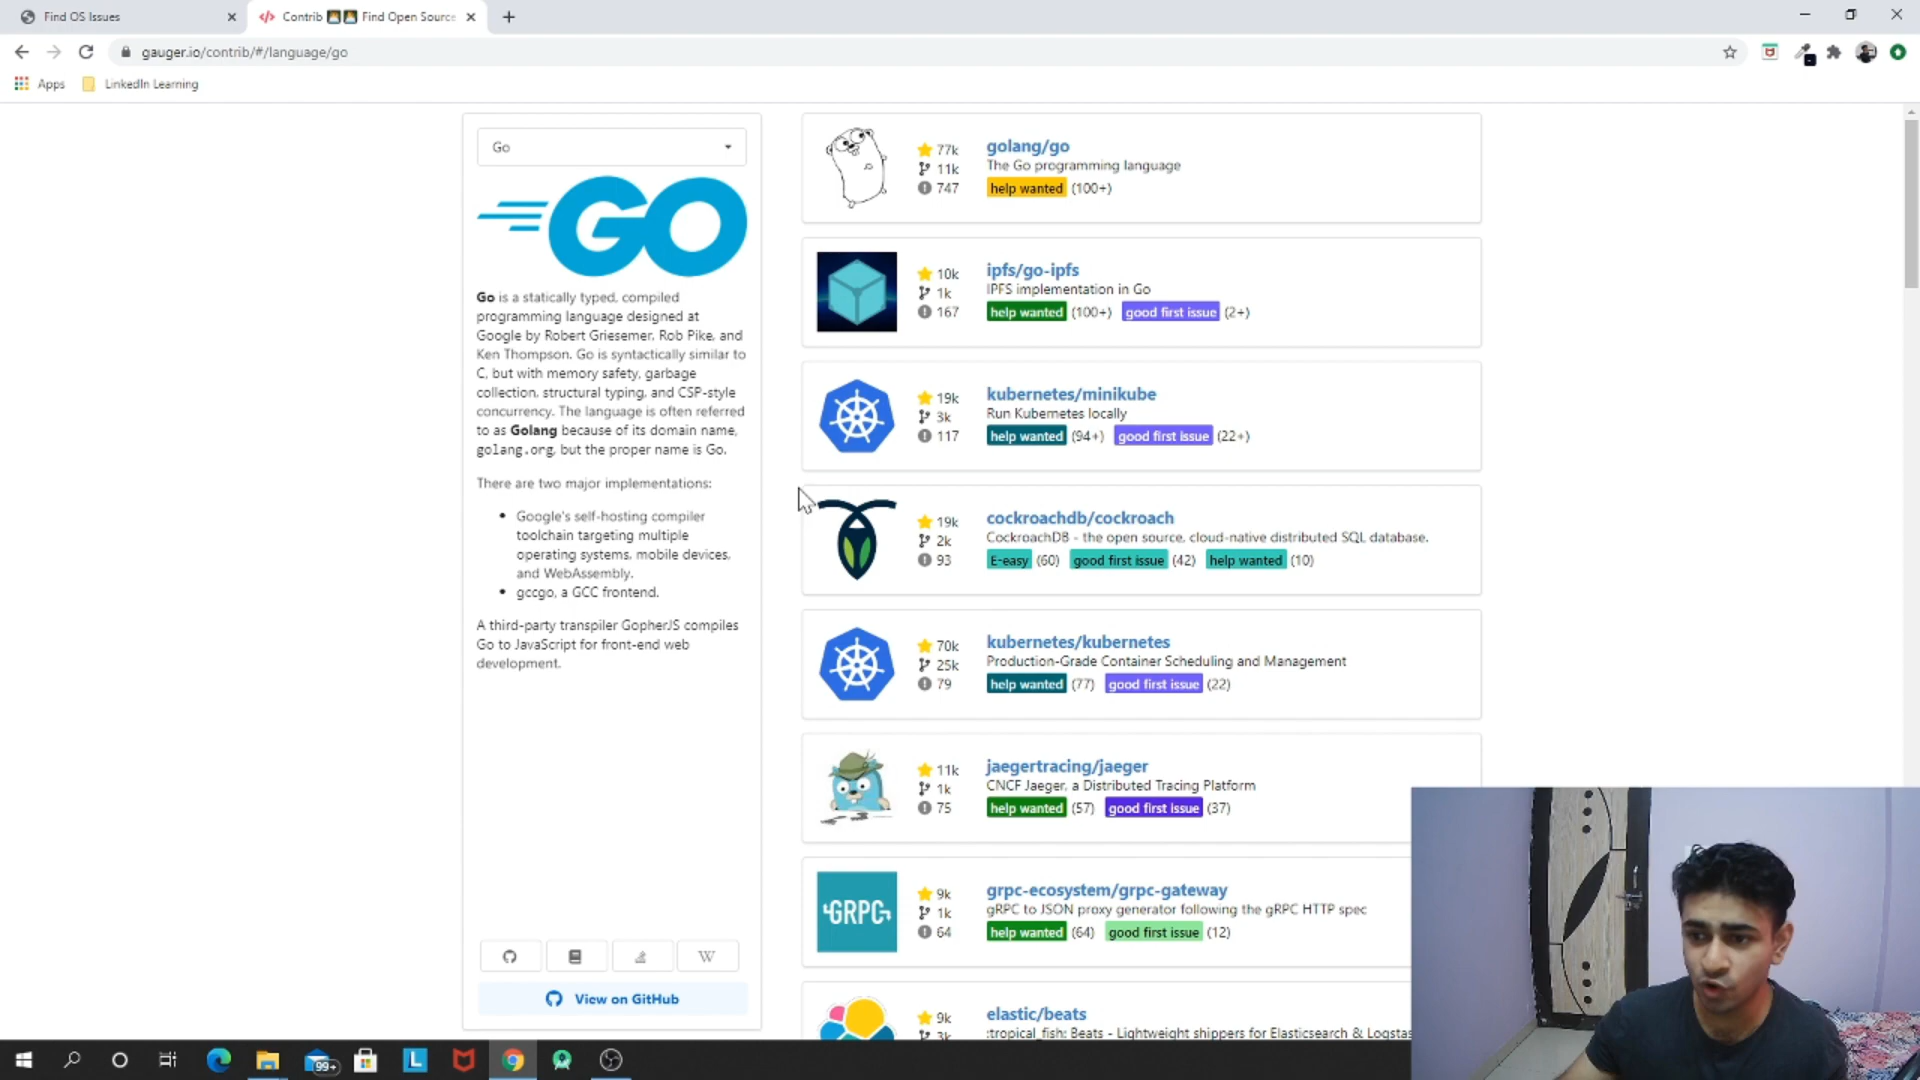 Find OS Issues
Contrib Find Open Source
gauger.io/contrib/#/language/go
Apps
LinkedIn Learning
Go
GO
Go is a statically typed, compiled
programming language designed at
Google by Robert Griesemer, Rob Pike, and
Ken Thompson. Go is syntactically similar to
C, but with memory safety, garbage
collection, structural typing, and CSP-style
concurrency. The language is often referred
to as Golang because of its domain name,
golang.org, but the proper name is Go.
There are two major implementations:
Google's self-hosting compiler
toolchain targeting multiple
operating systems, mobile devices,
and WebAssembly.
gccgo, a GCC frontend.
A third-party transpiler GopherJS compiles
Go to JavaScript for front-end web
development.
W
View on GitHub
77k
11k
747
golang/go
The Go programming language
help wanted (100+)
10k
1k
167
ipfs/go-ipfs
IPFS implementation in Go
help wanted (100+) good first issue (2+)
19k
3k
117
kubernetes/minikube
Run Kubernetes locally
help wanted (94+) good first issue (22+)
19k
2k
93
cockroachdb/cockroach
CockroachDB - the open source, cloud-native distributed SQL database.
E-easy (60) good first issue (42) help wanted (10)
70k
25k
79
kubernetes/kubernetes
Production-Grade Container Scheduling and Management
help wanted (77) good first issue (22)
11k
1k
75
jaegertracing/jaeger
CNCF Jaeger, a Distributed Tracing Platform
help wanted (57) good first issue (37)
GRPC
9k
1k
64
grpc-ecosystem/grpc-gateway
gRPC to JSON proxy generator following the gRPC HTTP spec
help wanted (64) good first issue (12)
9k
3k
elastic/beats
:tropical_fish: Beats - Lightweight shippers for Elasticsearch & Logstas
99+
L